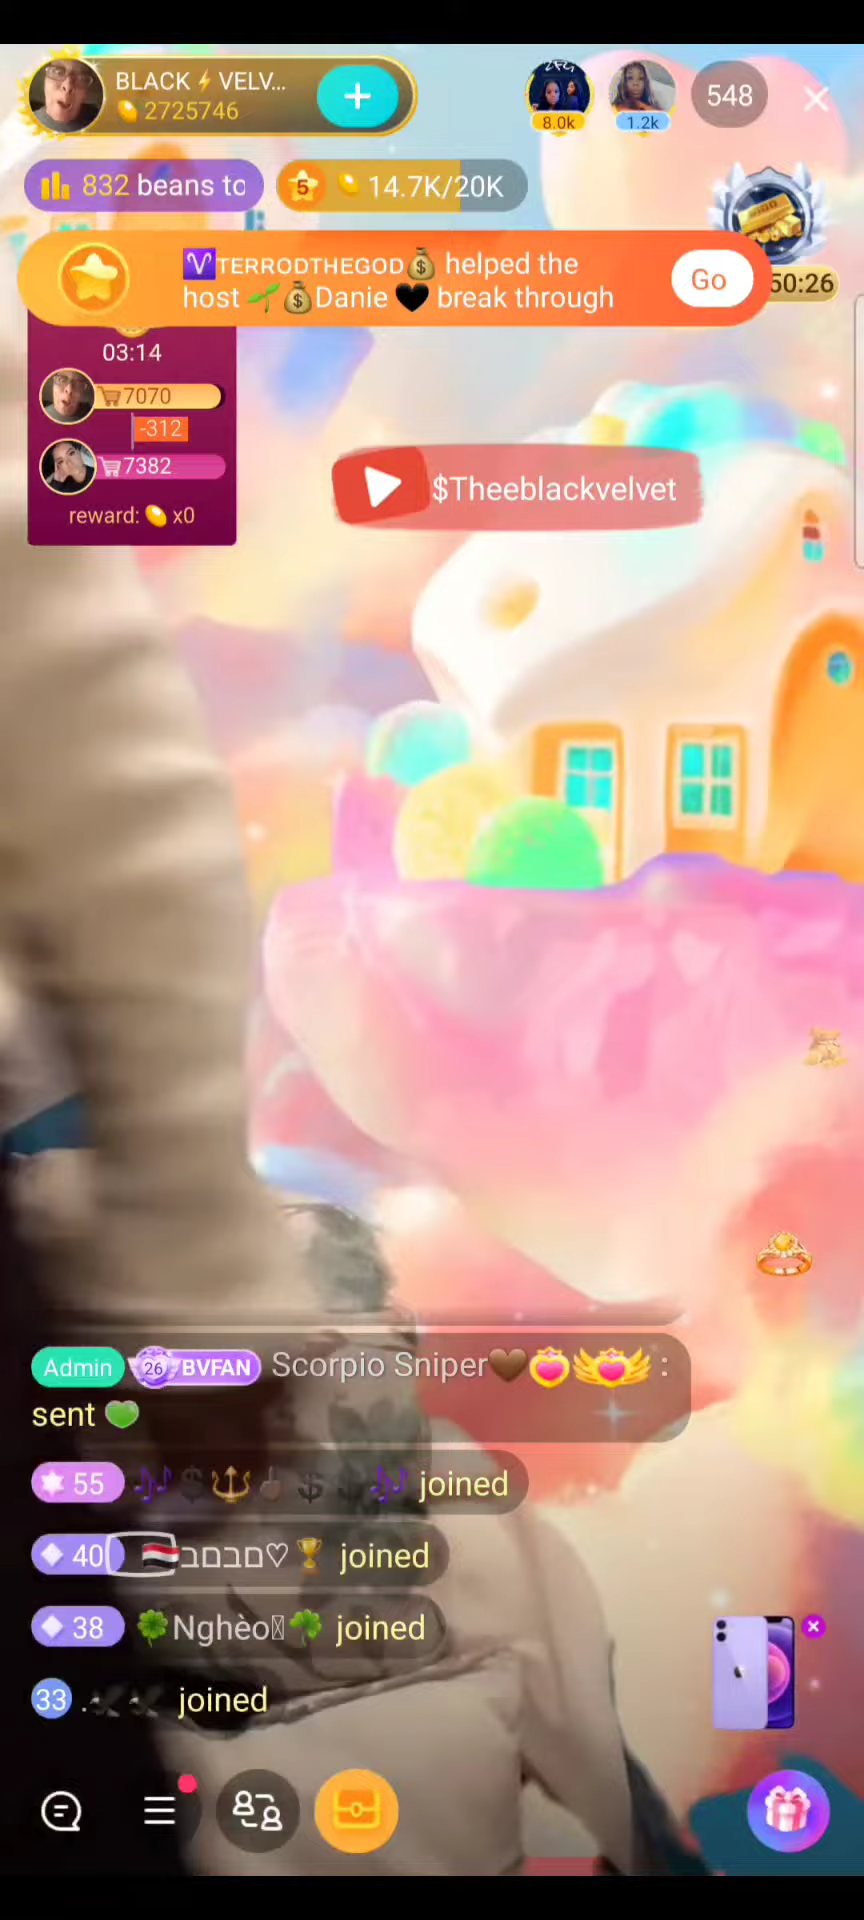 BLACK⚡VELV...
2725746
8.0k
1.2k
548
832 beans to
5
14.7K/20K
♈TERRODTHEGOD💰 helped the
host 🌱💰Danie 🖤 break through
Go
50:26
03:14
7070
-312
7382
reward: x0
$Theeblackvelvet
Admin 26 BVFAN Scorpio Sniper🤎 :
sent 💚
55 🎶💲🔱☝🏿💲💲🎶 joined
40 🇾🇪םבםב♡🏆 joined
38 🍀Nghèo🍀 joined
33 . joined